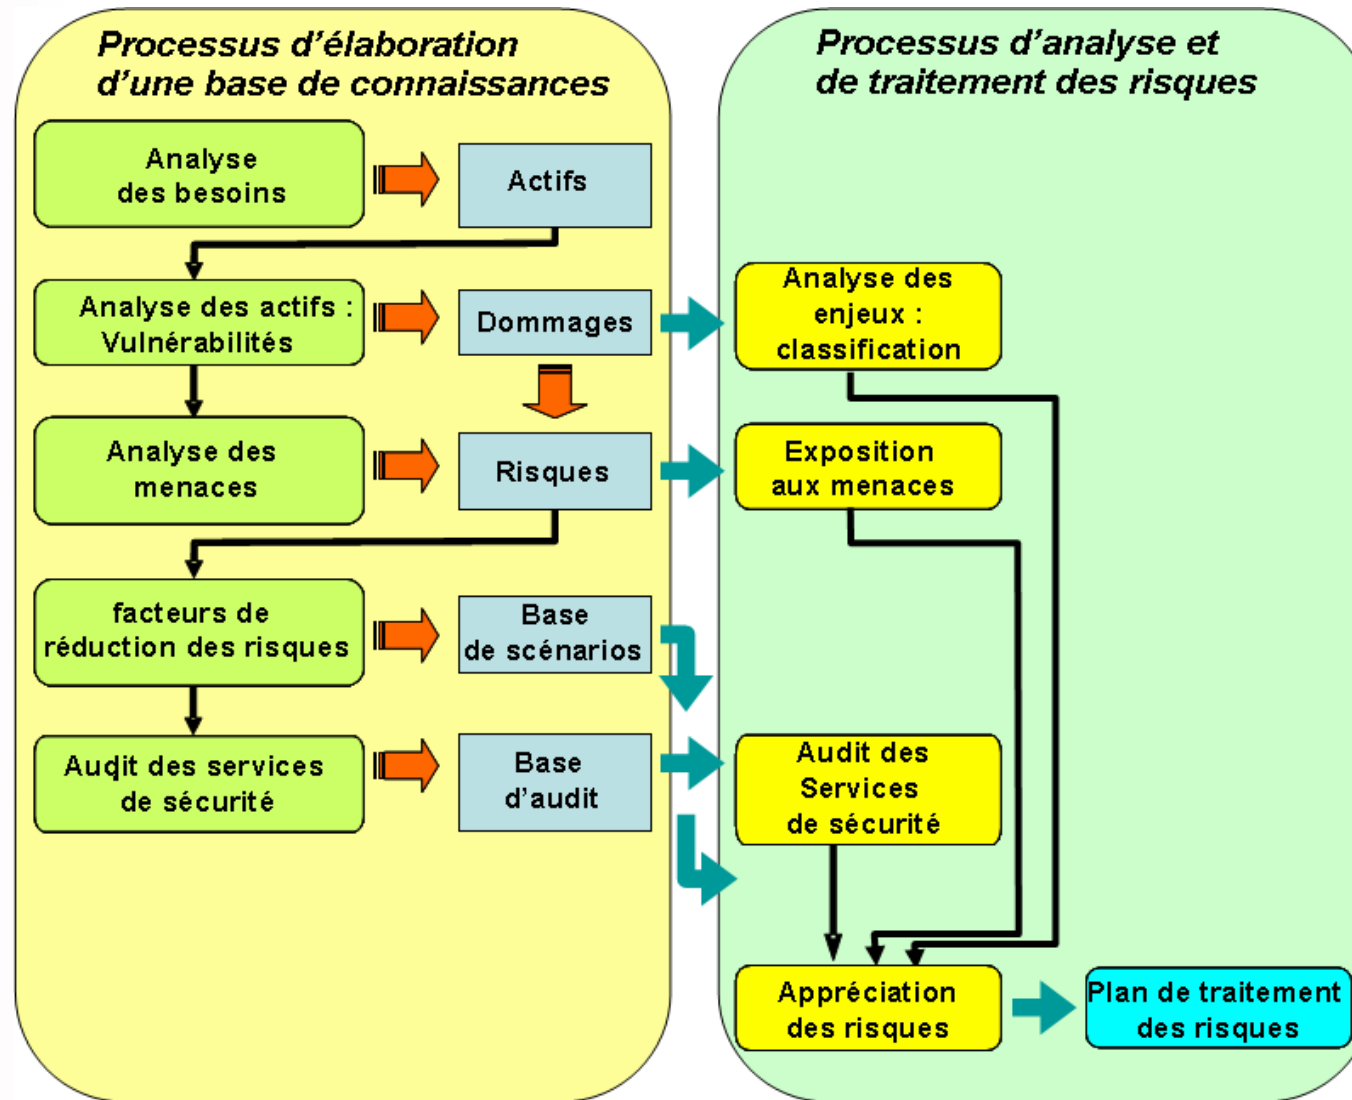 Processus d'élaboration
d'une base de connaissances
Analyse
des besoins
Actifs
Analyse des actifs :
Vulnérabilités
Dommages
Analyse des
menaces
Risques
facteurs de
réduction des risques
Base
de scénarios
Audit des services
de sécurité
Base
d'audit
Processus d'analyse et
de traitement des risques
Analyse des
enjeux :
classification
Exposition
aux menaces
Audit des
Services
de sécurité
Appréciation
des risques
Plan de traitement
des risques